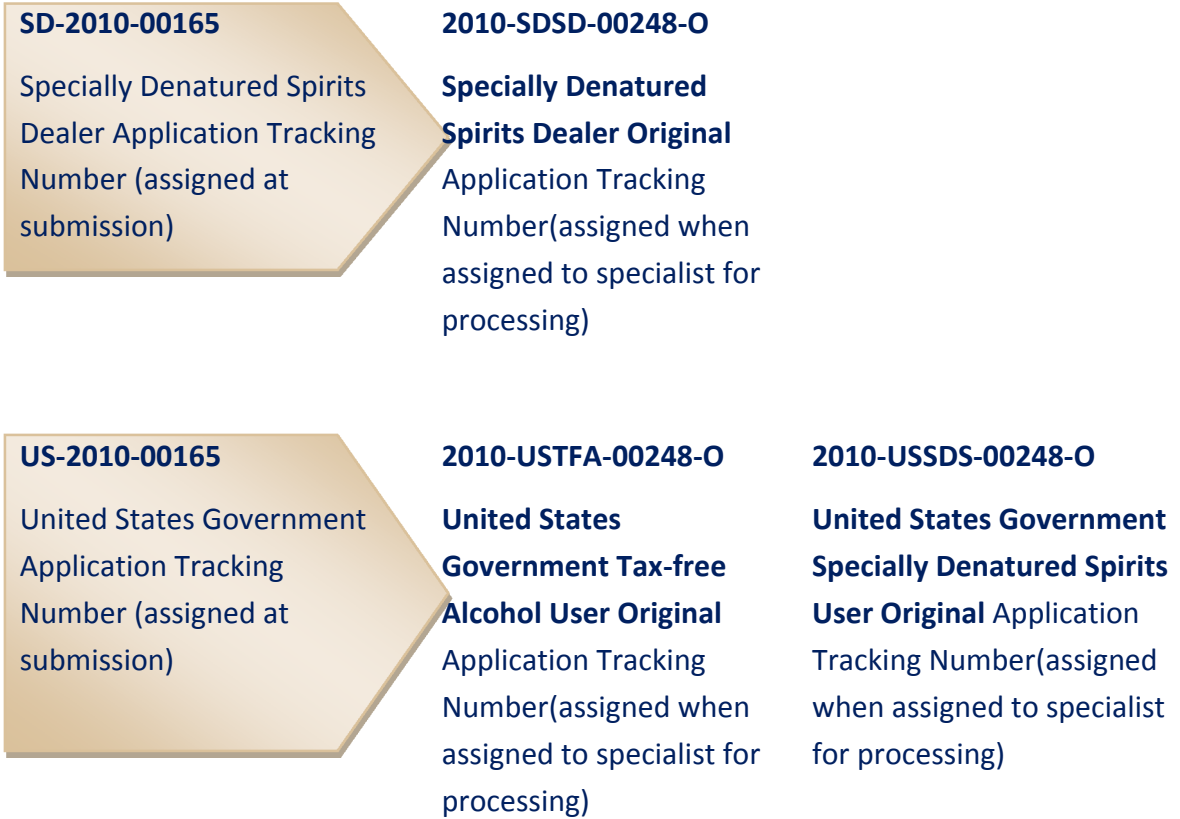 SD-2010-00165
Specially Denatured Spirits
Dealer Application Tracking
Number (assigned at
submission)
2010-SDSD-00248-O
Specially Denatured
Spirits Dealer Original
Application Tracking
Number(assigned when
assigned to specialist for
processing)
US-2010-00165
United States Government
Application Tracking
Number (assigned at
submission)
2010-USTFA-00248-O
United States
Government Tax-free
Alcohol User Original
Application Tracking
Number(assigned when
assigned to specialist for
processing)
2010-USSDS-00248-O
United States Government
Specially Denatured Spirits
User Original Application
Tracking Number(assigned
when assigned to specialist
for processing)